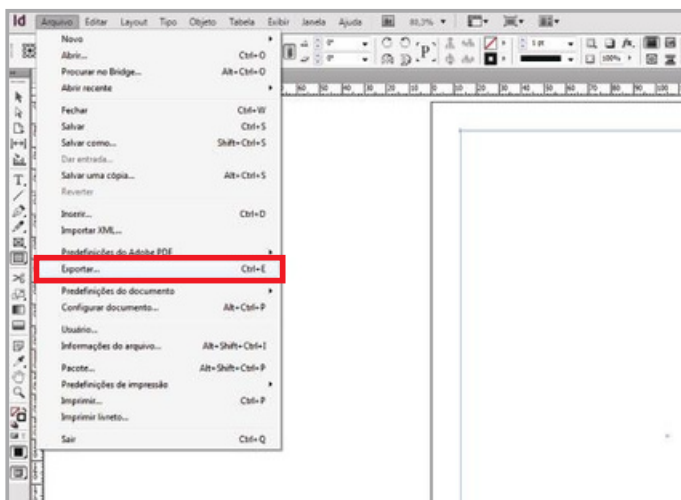 Id Arquivo Editar Layout Tipo Objeto Tabela Exibir Janela Ajuda Br 80,3%
Novo
Abrir... Ctrl+O
Procurar no Bridge... Alt+Ctrl+O
Abrir recente
Fechar Ctrl+W
Salvar Ctrl+S
Salvar como... Shift+Ctrl+S
Dar entrada...
Salvar uma cópia... Alt+Ctrl+S
Reverter
Inserir... Ctrl+D
Importar XML...
Predefinições do Adobe PDF
Exportar... Ctrl+E
Predefinições do documento
Configurar documento... Alt+Ctrl+P
Usuário...
Informações do arquivo... Alt+Shift+Ctrl+I
Pacote... Alt+Shift+Ctrl+P
Predefinições de impressão
Imprimir... Ctrl+P
Imprimir livreto...
Sair Ctrl+Q